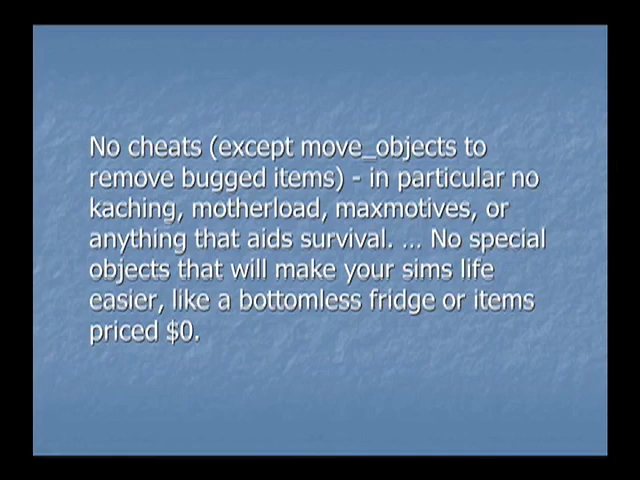 No cheats (except move_objects to
remove bugged items) - in particular no
kaching, motherload, maxmotives, or
anything that aids survival. ... No special
objects that will make your sims life
easier, like a bottomless fridge or items
priced $0.